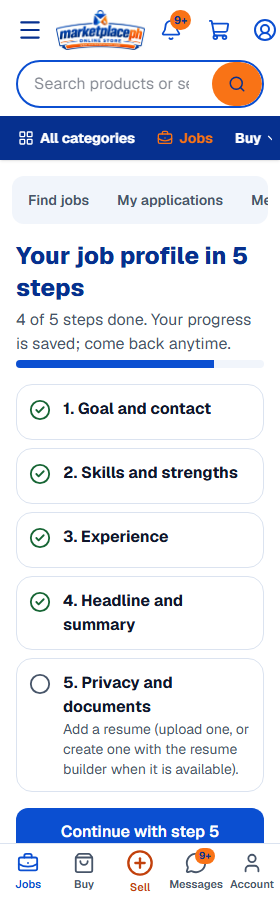 marketplaceph
ONLINE STORE
9+
Search products or se
All categories
Jobs
Buy
Find jobs
My applications
Me
Your job profile in 5
steps
4 of 5 steps done. Your progress
is saved; come back anytime.
1. Goal and contact
2. Skills and strengths
3. Experience
4. Headline and
summary
5. Privacy and
documents
Add a resume (upload one, or
create one with the resume
builder when it is available).
Continue with step 5
9+
Jobs
Buy
Sell
Messages
Account